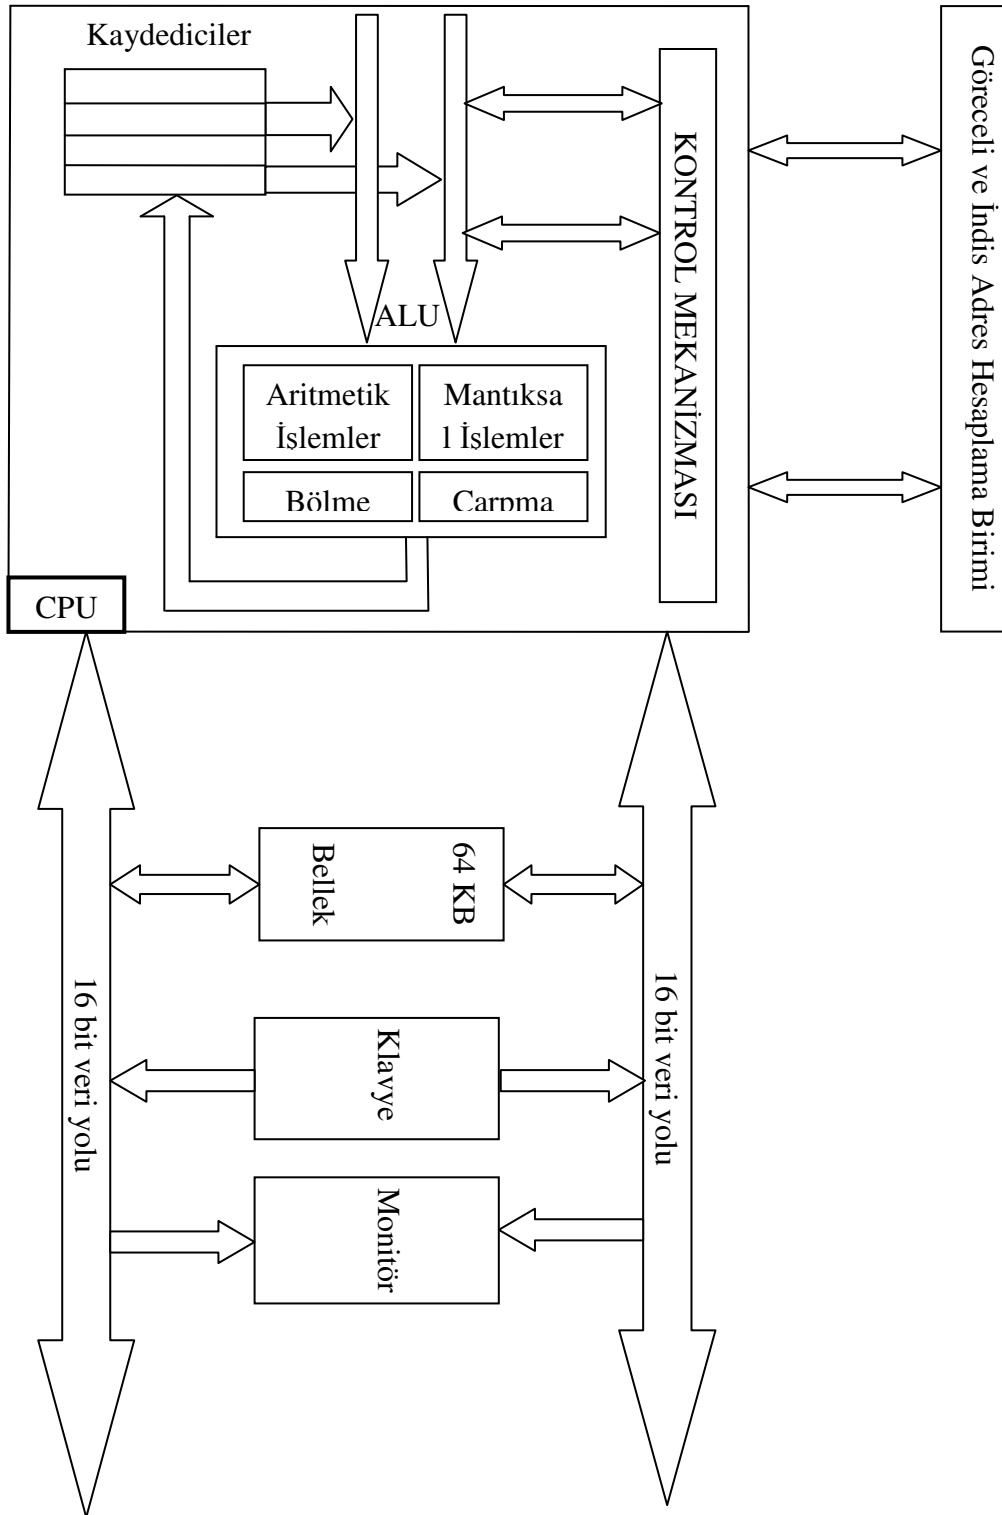 Kaydediciler
KONTROL MEKANİZMASI
Göreceli ve İndis Adres Hesaplama Birimi
ALU
Aritmetik
İşlemler
Mantıksa
l İşlemler
Bölme
Carpma
CPU
64 KB
Bellek
16 bit veri yolu
16 bit veri yolu
Klavye
Monitör